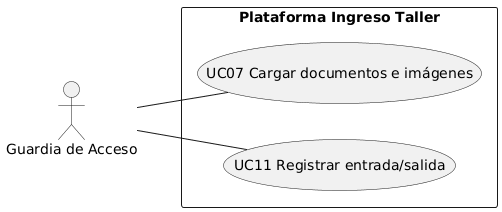 Plataforma Ingreso Taller
UC07 Cargar documentos e imágenes
Guardia de Acceso
UC11 Registrar entrada/salida